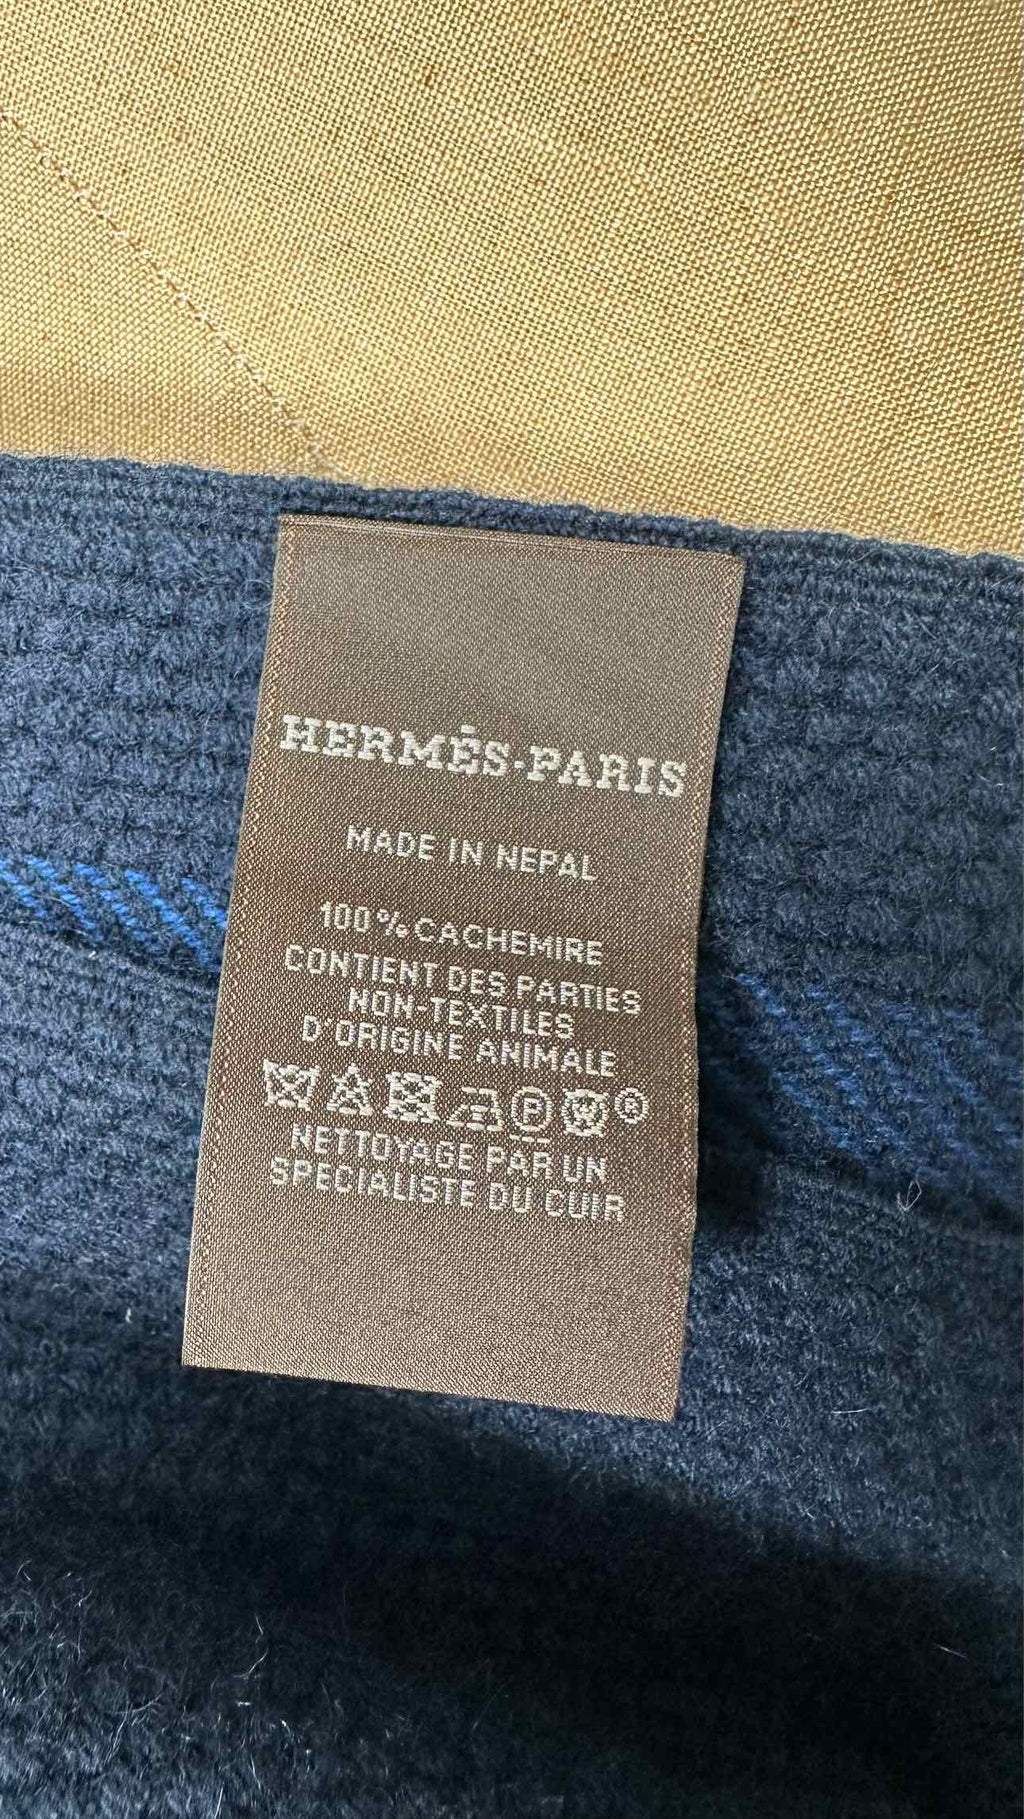 HERMÈS-PARIS
MADE IN NEPAL
100% CACHEMIRE
CONTIENT DES PARTIES
NON-TEXTILES
D'ORIGINE ANIMALE
P ®
NETTOYAGE PAR UN
SPECIALISTE DU CUIR